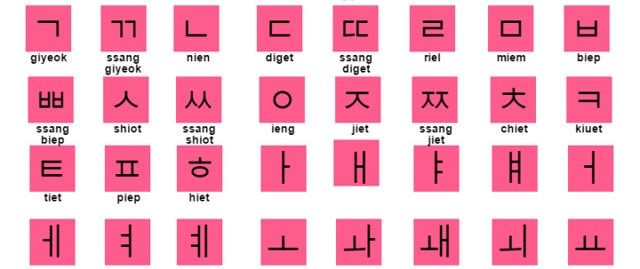 ㄱ ㄲ ㄴ ㄷ ㄸ ㄹ ㅁ ㅂ
giyeok ssang giyeok nien diget ssang diget riel miem biep
ㅃ ㅅ ㅆ ㅇ ㅈ ㅉ ㅊ ㅋ
ssang biep shiot ssang shiot ieng jiet ssang jiet chiet kiuet
ㅌ ㅍ ㅎ ㅏ ㅐ ㅑ ㅒ ㅓ
tiet piep hiet
ㅔ ㅕ ㅖ ㅗ ㅘ ㅙ ㅚ ㅛ